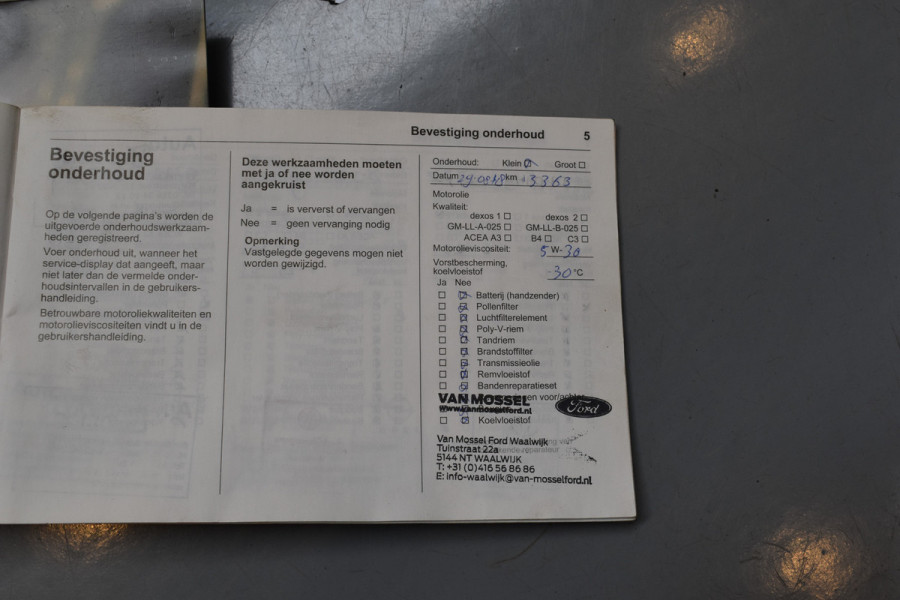 Bevestiging onderhoud 5
Bevestiging
onderhoud
Op de volgende pagina's worden de
uitgevoerde onderhoudswerkzaam-
heden geregistreerd.
Voer onderhoud uit, wanneer het
service-display dat aangeeft, maar
niet later dan de vermelde onder-
houdsintervallen in de gebruikers-
handleiding.
Betrouwbare motoroliekwaliteiten en
motorolieviscositeiten vindt u in de
gebruikershandleiding.
Deze werkzaamheden moeten
met ja of nee worden
aangekruist
Ja = is ververst of vervangen
Nee = geen vervanging nodig
Opmerking
Vastgelegde gegevens mogen niet
worden gewijzigd.
Onderhoud: Klein Groot
Datum km 3363
Motorolie
Kwaliteit:
dexos 1 dexos 2
GM-LL-A-025 GM-LL-B-025
ACEA A3 B4 C3
Motorolieviscositeit: 5 W-30
Vorstbescherming,
koelvloeistof -30 °C
Ja Nee
Batterij (handzender)
Pollenfilter
Luchtfilterelement
Poly-V-riem
Tandriem
Brandstoffilter
Transmissieolie
Remvloeistof
Bandenreparatieset
voor/achter
VAN MOSSEL
www.vanmosselford.nl
Ford
Koelvloeistof
Van Mossel Ford Waalwijk
Tuinstraat 22a
5144 NT WAALWIJK
T: +31 (0)416 56 86 86
E: info-waalwijk@van-mosselford.nl